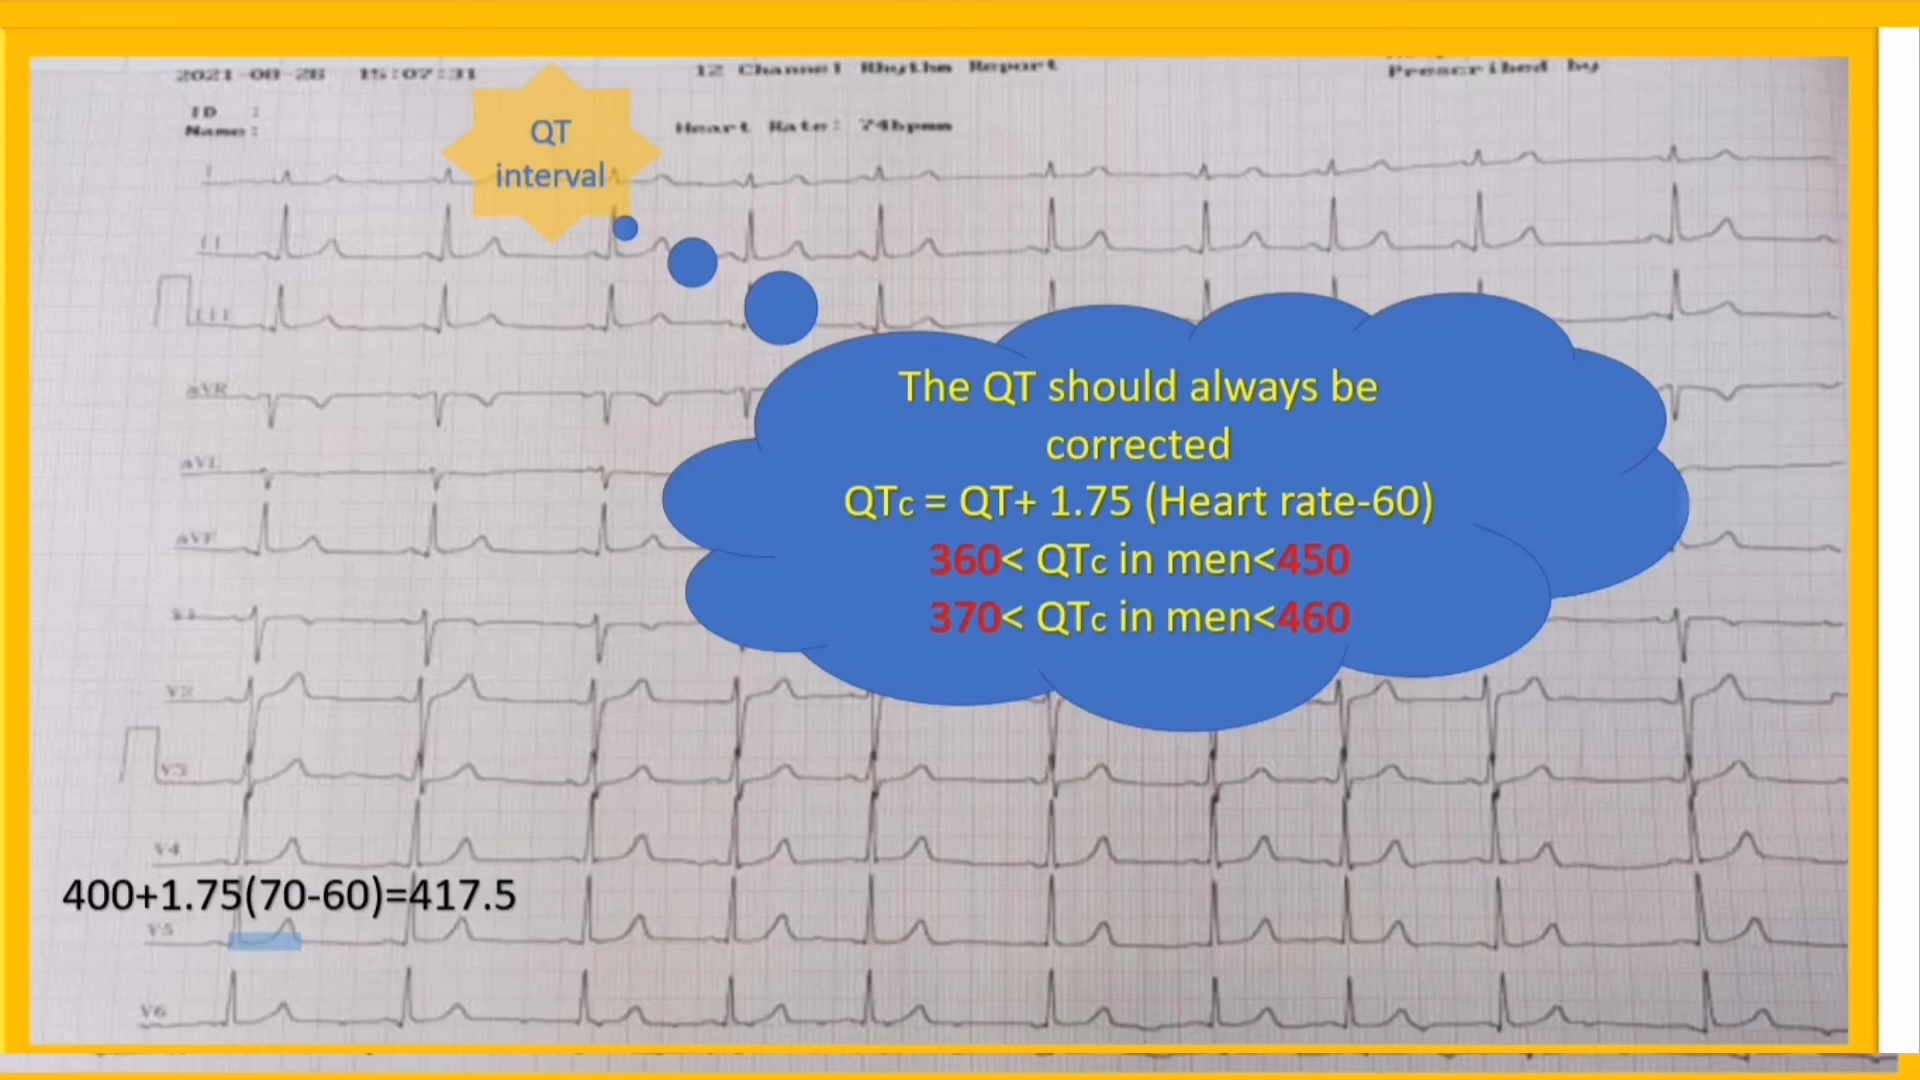 2021-08-28 15:07:31
12 Channel Rhythm Report
Prescribed by
ID :
Name:
Heart Rate: 74bpm
QT
interval
I
II
III
aVR
aVL
aVF
V1
V2
V3
V4
V5
V6
The QT should always be
corrected
QTc = QT+ 1.75 (Heart rate-60)
360< QTc in men<450
370< QTc in men<460
400+1.75(70-60)=417.5